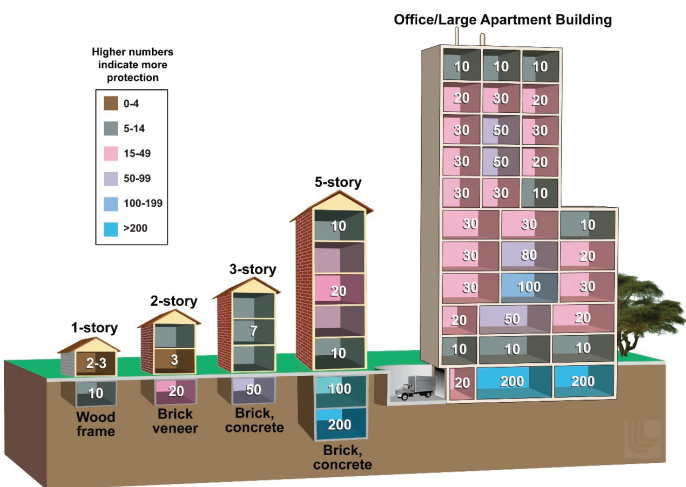 Office/Large Apartment Building
Higher numbers
indicate more
protection
0-4
5-14
15-49
50-99
100-199
>200
10 10 10
20 30 20
30 50 30
30 50 20
30 30 10
5-story
10
30 30 10
30 80 20
20
3-story
30 100 30
2-story
1-story
7
20 50 20
2-3
3
10
10 10 10
10
20
50
100
20 200 200
Wood
frame
Brick
veneer
Brick,
concrete
200
Brick,
concrete